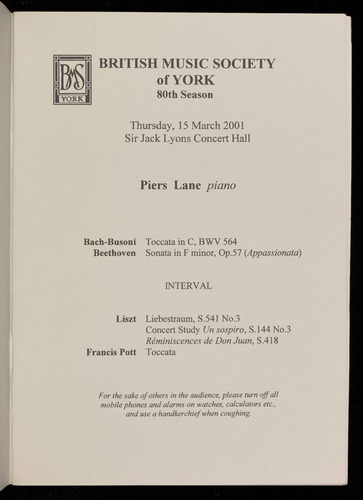 BMS
YORK
BRITISH MUSIC SOCIETY
of YORK
80th Season
Thursday, 15 March 2001
Sir Jack Lyons Concert Hall
Piers Lane piano
Bach-Busoni Toccata in C, BWV 564
Beethoven Sonata in F minor, Op.57 (Appassionata)
INTERVAL
Liszt Liebestraum, S.541 No.3
Concert Study Un sospiro, S.144 No.3
Réminiscences de Don Juan, S.418
Francis Pott Toccata
For the sake of others in the audience, please turn off all
mobile phones and alarms on watches, calculators etc.,
and use a handkerchief when coughing.